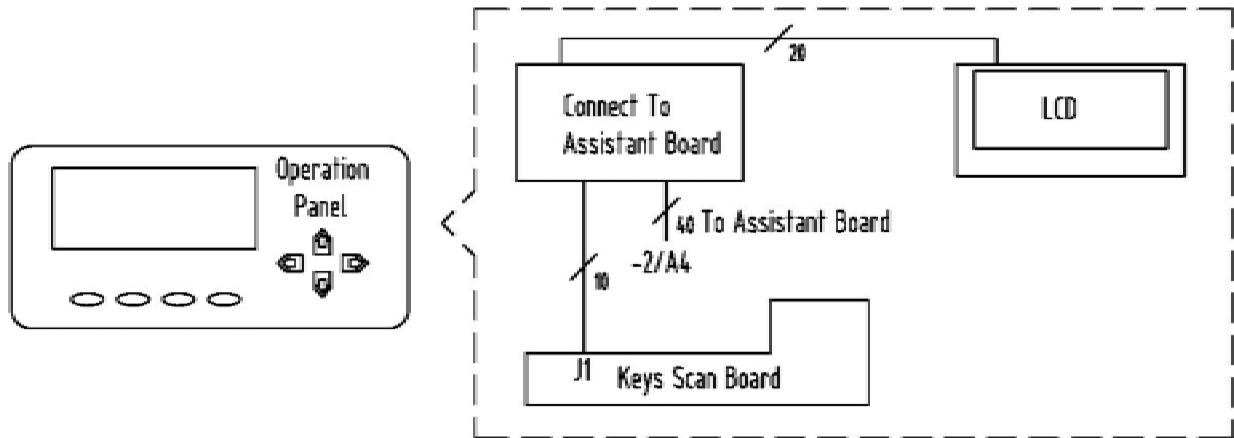 20
Connect To
Assistant Board
LCD
Operation
Panel
40 To Assistant Board
-2/A4
10
J1 Keys Scan Board